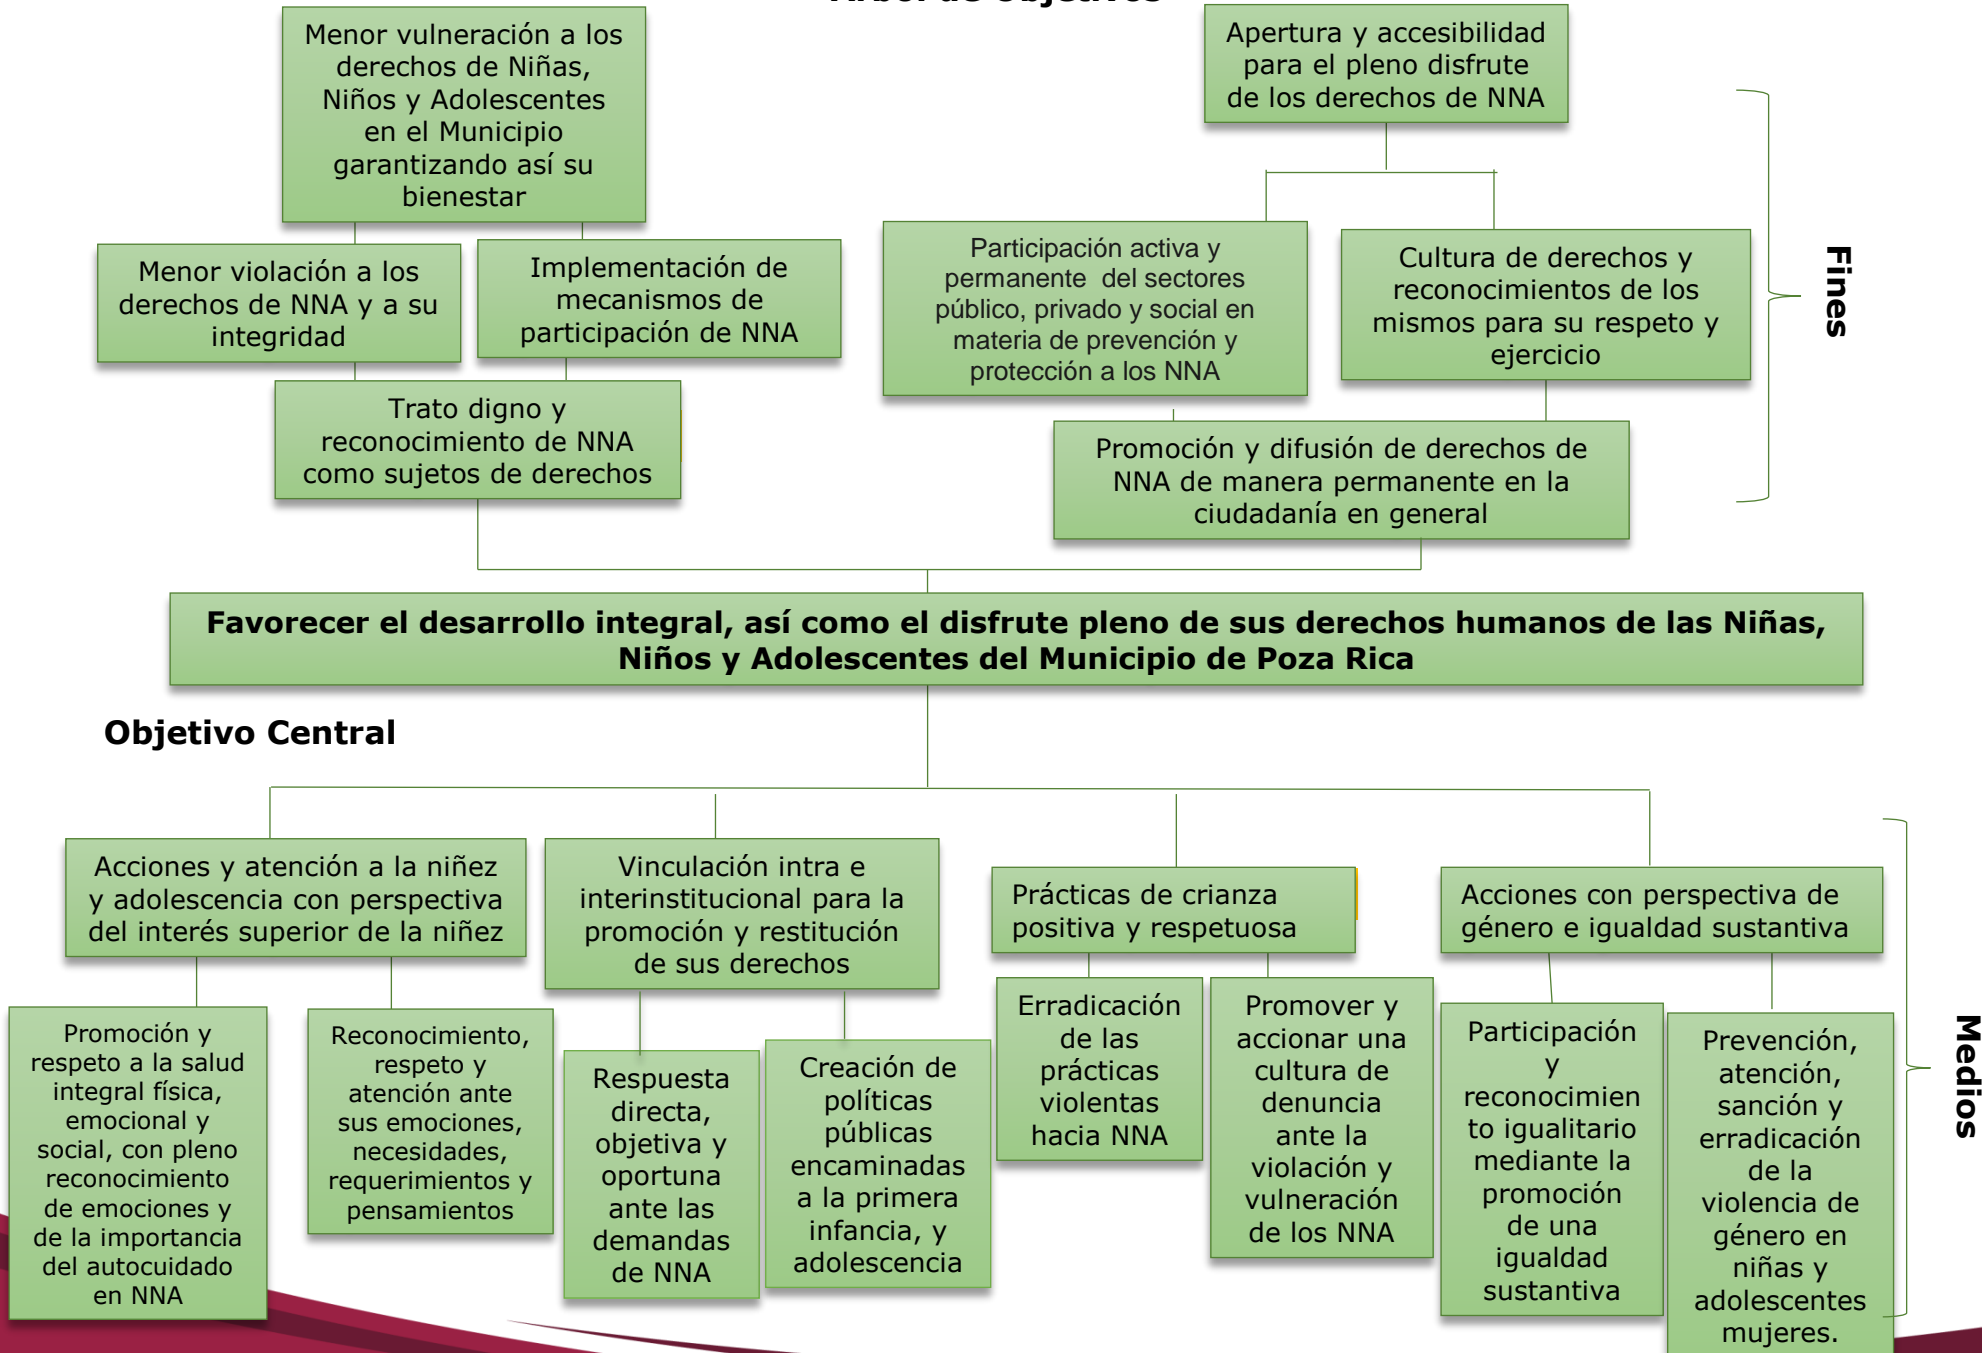 Árbol de Objetivos
Menor vulneración a los
derechos de Niñas,
Niños y Adolescentes
en el Municipio
garantizando así su
bienestar
Apertura y accesibilidad
para el pleno disfrute
de los derechos de NNA
Menor violación a los
derechos de NNA y a su
integridad
Implementación de
mecanismos de
participación de NNA
Participación activa y
permanente  del sectores
público, privado y social en
materia de prevención y
protección a los NNA
Cultura de derechos y
reconocimientos de los
mismos para su respeto y
ejercicio
Fines
Trato digno y
reconocimiento de NNA
como sujetos de derechos
Promoción y difusión de derechos de
NNA de manera permanente en la
ciudadanía en general
Favorecer el desarrollo integral, así como el disfrute pleno de sus derechos humanos de las Niñas,
Niños y Adolescentes del Municipio de Poza Rica
Objetivo Central
Acciones y atención a la niñez
y adolescencia con perspectiva
del interés superior de la niñez
Vinculación intra e
interinstitucional para la
promoción y restitución
de sus derechos
Prácticas de crianza
positiva y respetuosa
Acciones con perspectiva de
género e igualdad sustantiva
Promoción y
respeto a la salud
integral física,
emocional y
social, con pleno
reconocimiento
de emociones y
de la importancia
del autocuidado
en NNA
Reconocimiento,
respeto y
atención ante
sus emociones,
necesidades,
requerimientos y
pensamientos
Respuesta
directa,
objetiva y
oportuna
ante las
demandas
de NNA
Creación de
políticas
públicas
encaminadas
a la primera
infancia, y
adolescencia
Erradicación
de las
prácticas
violentas
hacia NNA
Promover y
accionar una
cultura de
denuncia
ante la
violación y
vulneración
de los NNA
Participación
y
reconocimien
to igualitario
mediante la
promoción
de una
igualdad
sustantiva
Prevención,
atención,
sanción y
erradicación
de la
violencia de
género en
niñas y
adolescentes
mujeres.
Medios